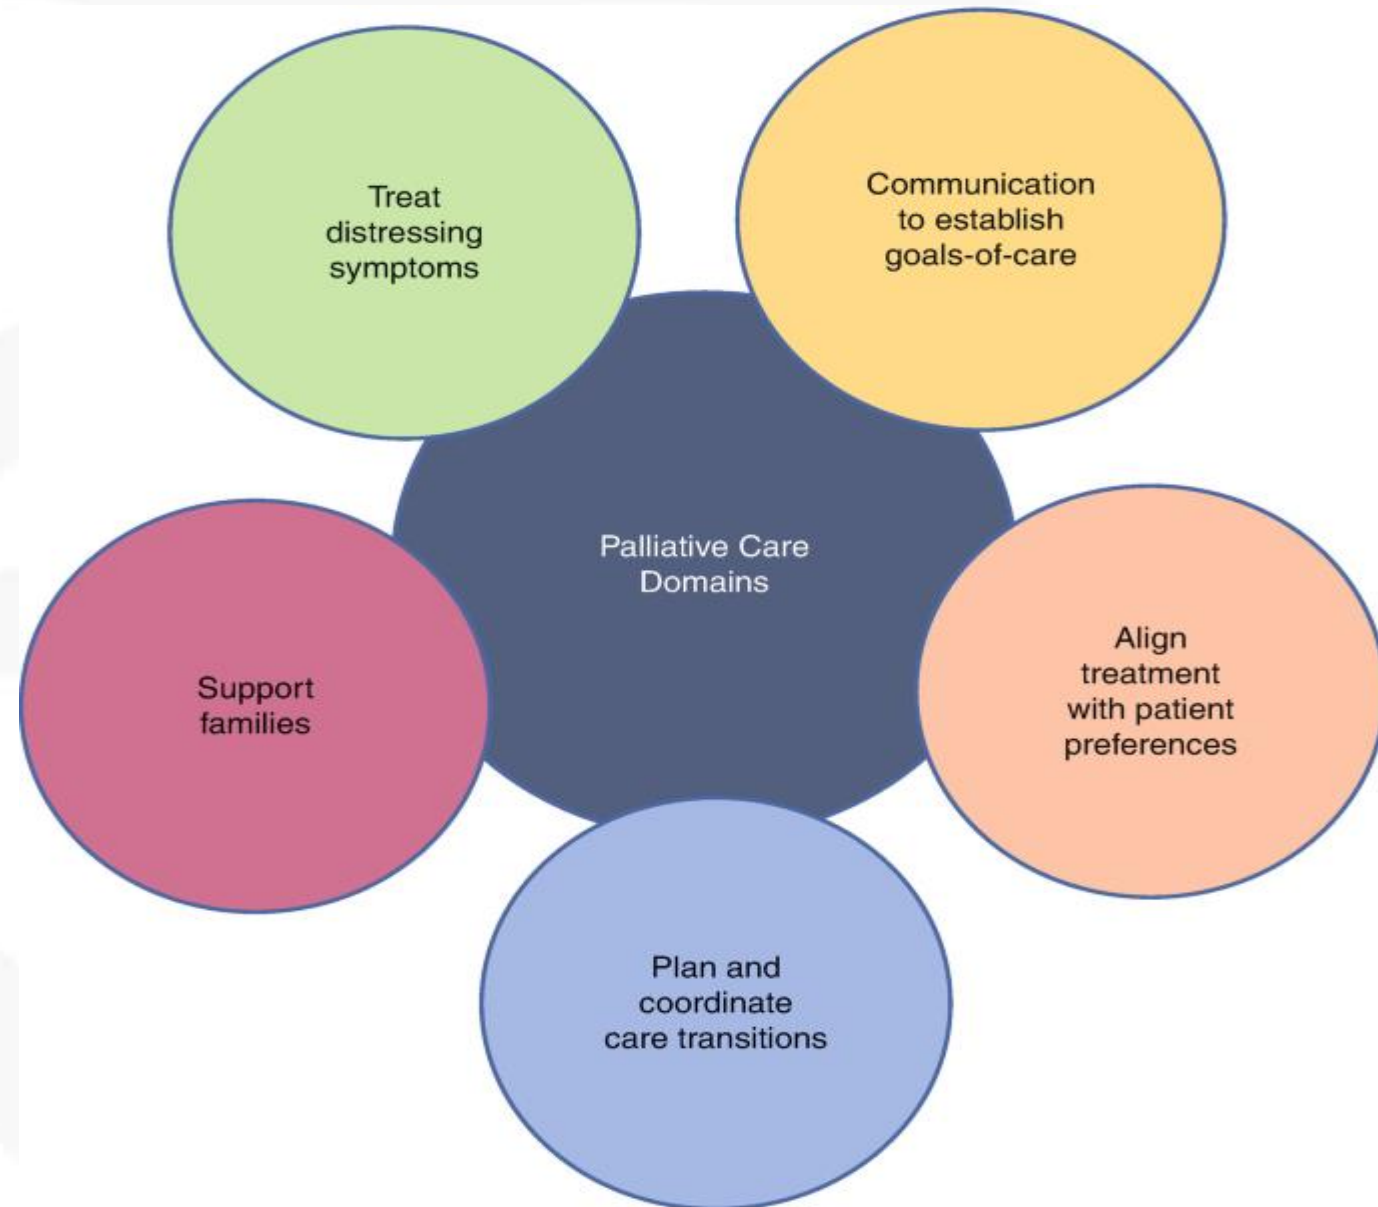 Treat
distressing
symptoms
Communication
to establish
goals-of-care
Palliative Care
Domains
Align
treatment
with patient
preferences
Support
families
Plan and
coordinate
care transitions